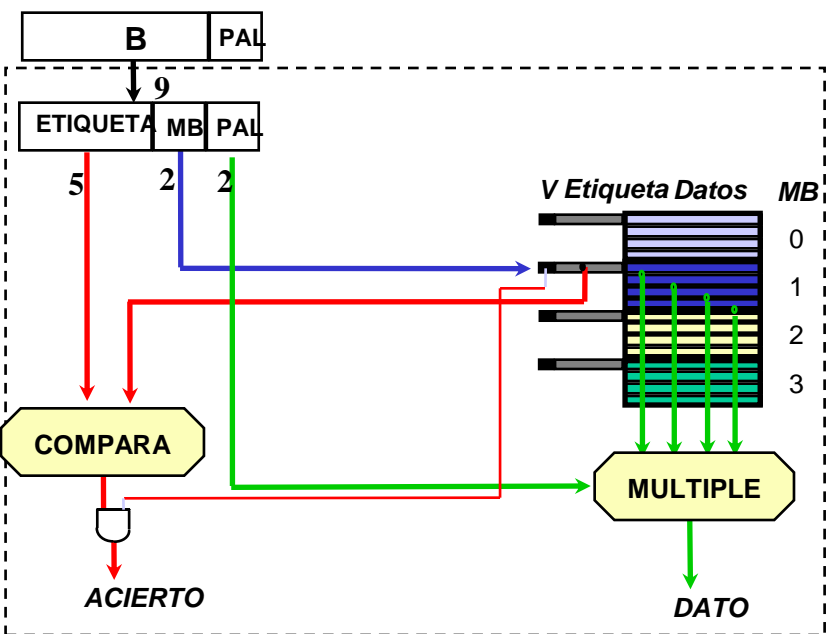 B PAL
9
ETIQUETA MB PAL
5 2 2
V Etiqueta Datos MB
0
1
2
3
COMPARA
MULTIPLE
ACIERTO
DATO